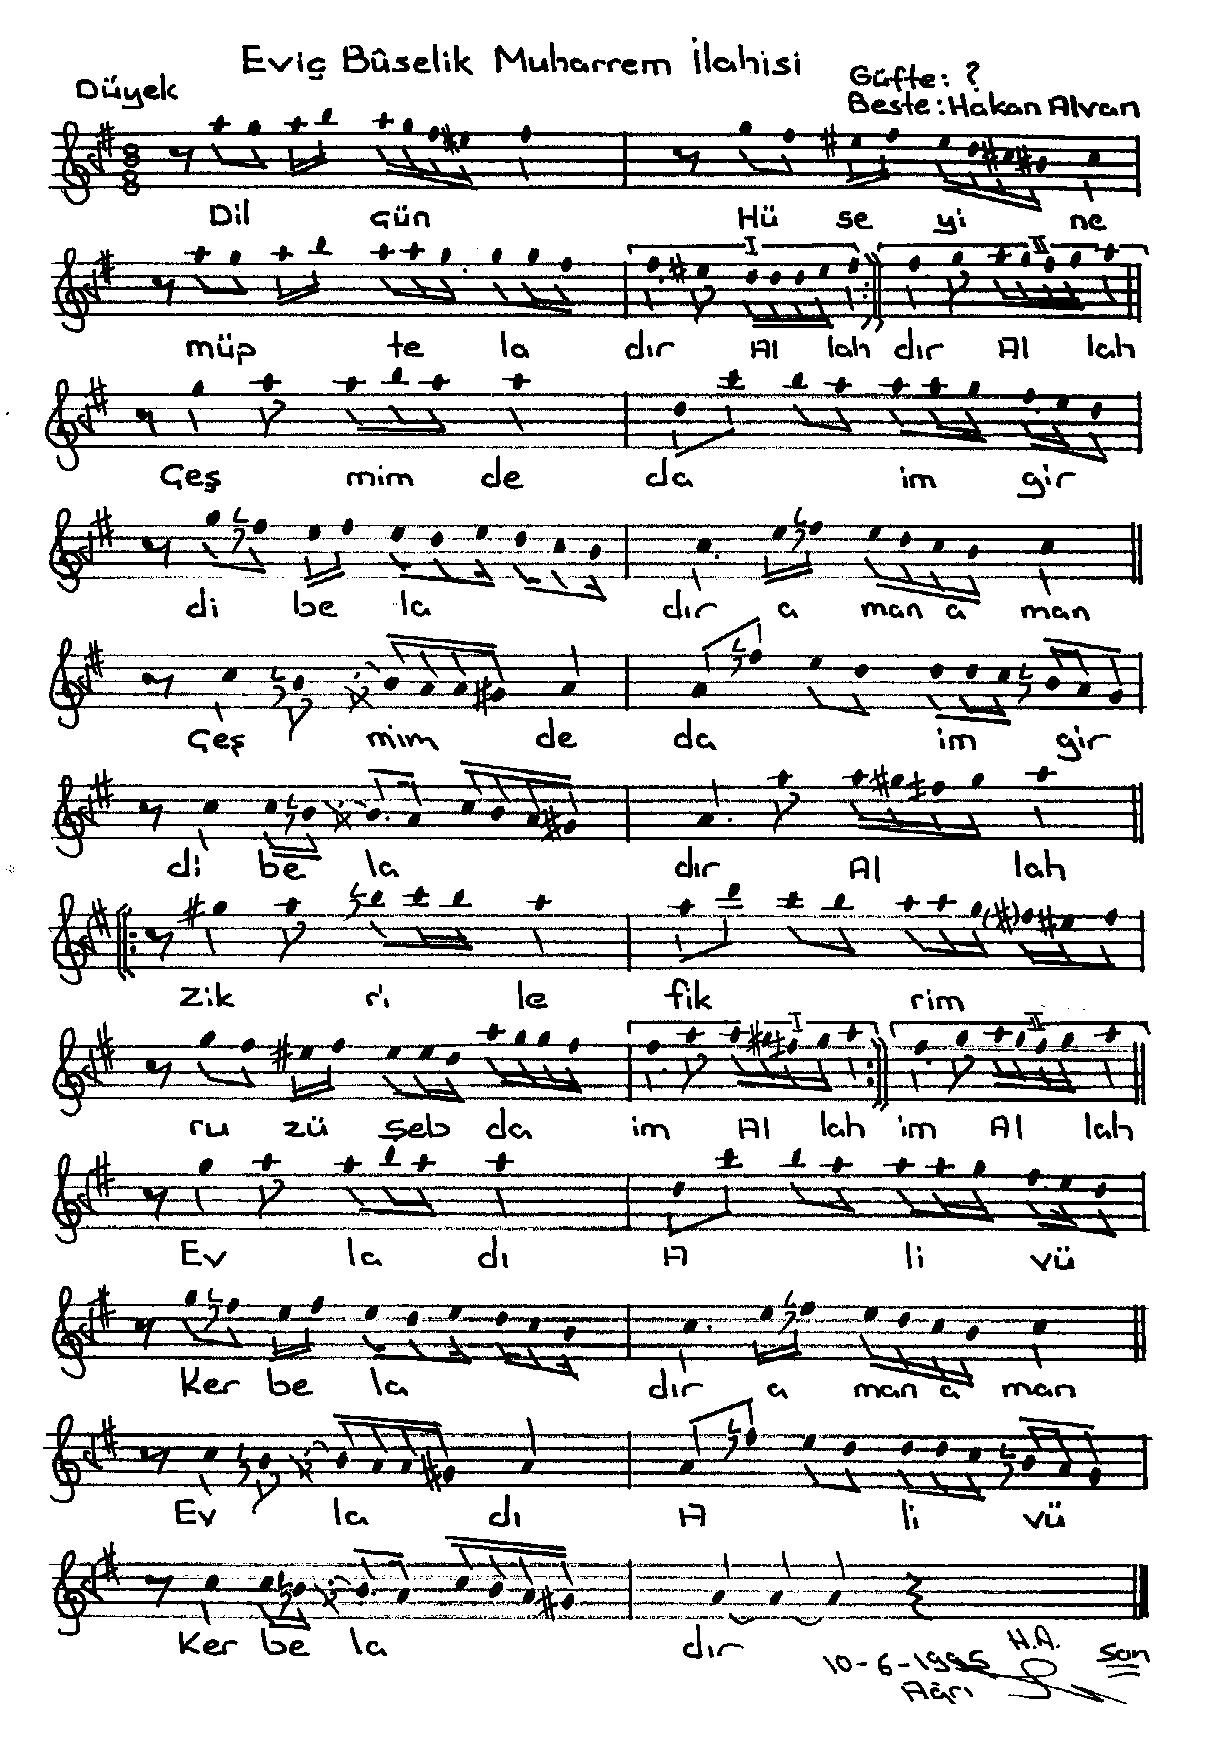 Eviç Bûselik Muharrem İlahisi
Düyek
Güfte: ?
Beste: Hakan Alvan
8
8
Dil gün Hü se yi ne
I II
müp te la dır Al lah dır Al lah
Geş mim de da im gir
di be la dır a man a man
Geş mim de da im gir
di be la dır Al lah
Zik r'i le fik rim
I II
ru zü şeb da im Al lah im Al lah
Ev la dı A li vü
Ker be la dır a man a man
Ev la dı A li vü
Ker be la dır
10-6-1995 H.A. Son
Ağrı